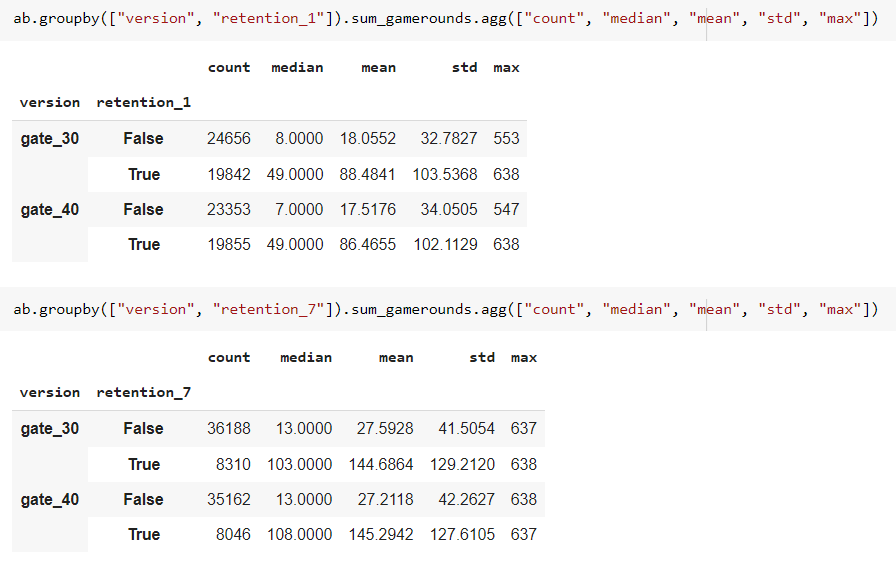 ab.groupby(["version", "retention_1"]).sum_gamerounds.agg(["count", "median", "mean", "std", "max"])
count median mean std max
version retention_1
gate_30 False 24656 8.0000 18.0552 32.7827 553
True 19842 49.0000 88.4841 103.5368 638
gate_40 False 23353 7.0000 17.5176 34.0505 547
True 19855 49.0000 86.4655 102.1129 638
ab.groupby(["version", "retention_7"]).sum_gamerounds.agg(["count", "median", "mean", "std", "max"])
count median mean std max
version retention_7
gate_30 False 36188 13.0000 27.5928 41.5054 637
True 8310 103.0000 144.6864 129.2120 638
gate_40 False 35162 13.0000 27.2118 42.2627 638
True 8046 108.0000 145.2942 127.6105 637